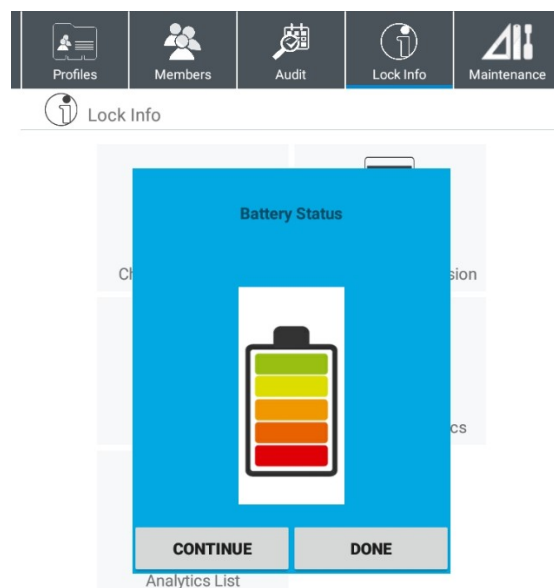 Profiles
Members
Audit
Lock Info
Maintenance
Lock Info
Battery Status
CONTINUE
DONE
Analytics List